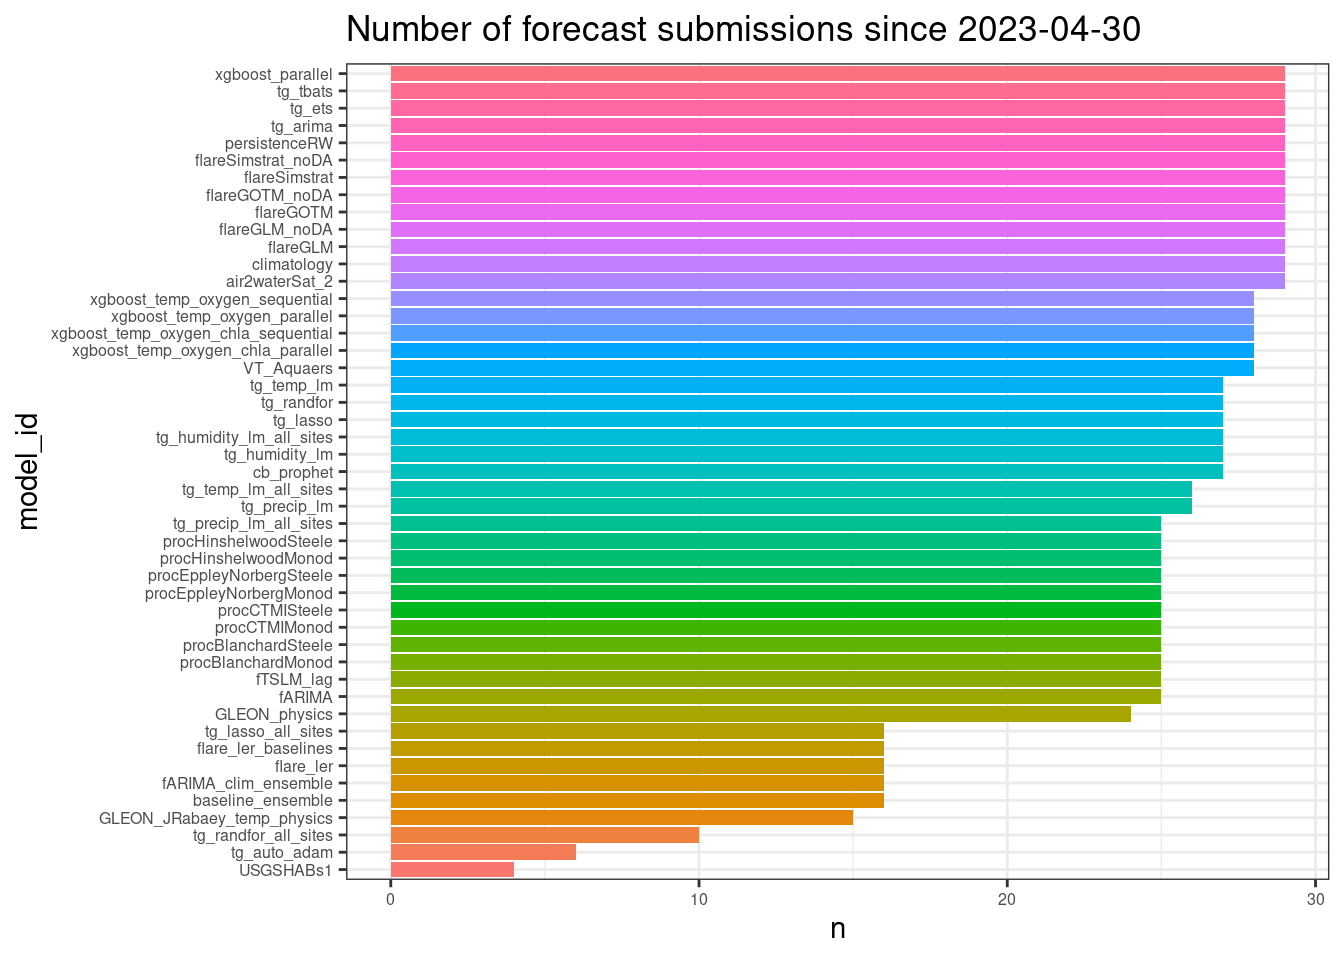 Number of forecast submissions since 2023-04-30
xgboost_parallel
tg_tbats
tg_ets
tg_arima
persistenceRW
flareSimstrat_noDA
flareSimstrat
flareGOTM_noDA
flareGOTM
flareGLM_noDA
flareGLM
climatology
air2waterSat_2
xgboost_temp_oxygen_sequential
xgboost_temp_oxygen_parallel
xgboost_temp_oxygen_chla_sequential
xgboost_temp_oxygen_chla_parallel
VT_Aquaers
tg_temp_lm
tg_randfor
tg_lasso
tg_humidity_lm_all_sites
tg_humidity_lm
cb_prophet
tg_temp_lm_all_sites
tg_precip_lm
tg_precip_lm_all_sites
procHinshelwoodSteele
procHinshelwoodMonod
procEppleyNorbergSteele
procEppleyNorbergMonod
procCTMISteele
procCTMIMonod
procBlanchardSteele
procBlanchardMonod
fTSLM_lag
fARIMA
GLEON_physics
tg_lasso_all_sites
flare_ler_baselines
flare_ler
fARIMA_clim_ensemble
baseline_ensemble
GLEON_JRabaey_temp_physics
tg_randfor_all_sites
tg_auto_adam
USGSHABs1
model_id
0 10 20 30
n